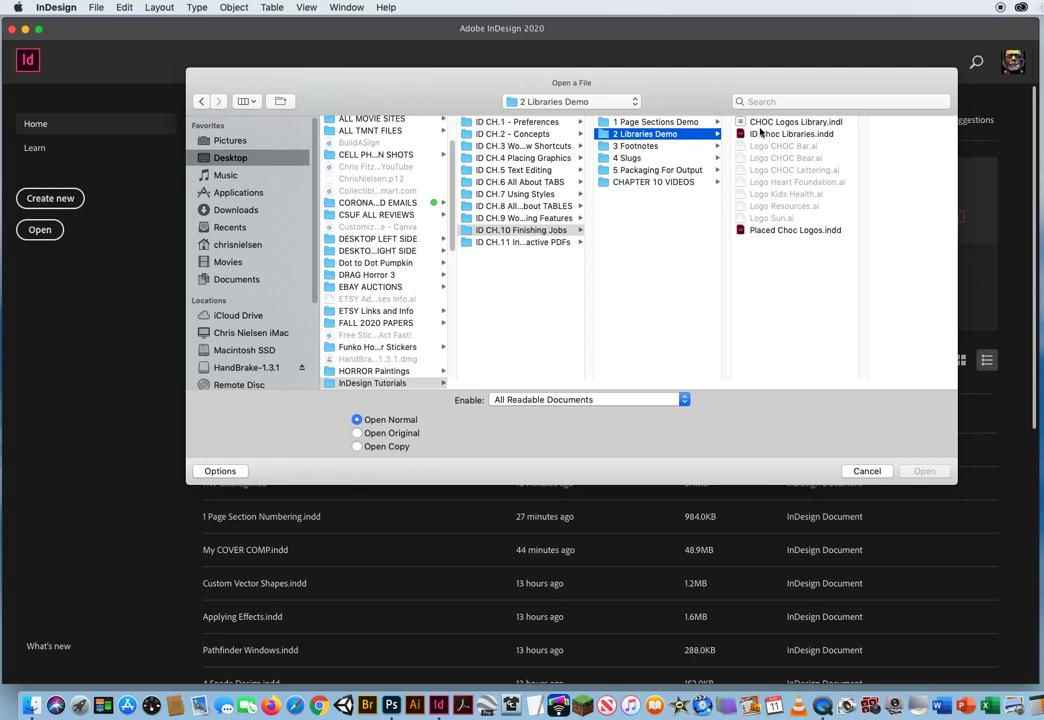 InDesign File Edit Layout Type Object Table View Window Help
Adobe InDesign 2020
Id
Home
Learn
Create new
Open
What's new
Open a File
2 Libraries Demo
Search
ggestions
Favorites
Pictures
Desktop
Music
Applications
Downloads
Recents
chrisnielsen
Movies
Documents
Locations
iCloud Drive
Chris Nielsen iMac
Macintosh SSD
HandBrake-1.3.1
Remote Disc
ALL MOVIE SITES
ALL TMNT FILES
BuildASign
CELL PH...N SHOTS
Chris Fitz...YouTube
ChrisNielsen.p12
Collectibl...mart.com
CORONA...D EMAILS
CSUF ALL REVIEWS
Customiz...e - Canva
DESKTOP LEFT SIDE
DESKTO...IGHT SIDE
Dot to Dot Pumpkin
DRAG Horror 3
EBAY AUCTIONS
ETSY Ad...ses Info.ai
ETSY Links and Info
FALL 2020 PAPERS
Free Stic...Act Fast!
Funko Ho...r Stickers
HandBra...1.3.1.dmg
HORROR Paintings
InDesign Tutorials
ID CH.1 - Preferences
ID CH.2 - Concepts
ID CH.3 Wo...w Shortcuts
ID CH.4 Placing Graphics
ID CH.5 Text Editing
ID CH.6 All About TABS
ID CH.7 Using Styles
ID CH.8 All...bout TABLES
ID CH.9 Wo...ing Features
ID CH.10 Finishing Jobs
ID CH.11 In...active PDFs
1 Page Sections Demo
2 Libraries Demo
3 Footnotes
4 Slugs
5 Packaging For Output
CHAPTER 10 VIDEOS
CHOC Logos Library.indl
ID Choc Libraries.indd
Logo CHOC Bar.ai
Logo CHOC Bear.ai
Logo CHOC Lettering.ai
Logo Heart Foundation.ai
Logo Kids Health.ai
Logo Resources.ai
Logo Sun.ai
Placed Choc Logos.indd
Enable: All Readable Documents
Open Normal
Open Original
Open Copy
Options
Cancel
Open
1 Page Section Numbering.indd 27 minutes ago 984.0KB InDesign Document
My COVER COMP.indd 44 minutes ago 48.9MB InDesign Document
Custom Vector Shapes.indd 13 hours ago 1.2MB InDesign Document
Applying Effects.indd 13 hours ago 1.6MB InDesign Document
Pathfinder Windows.indd 13 hours ago 288.0KB InDesign Document
13 hours ago InDesign Document